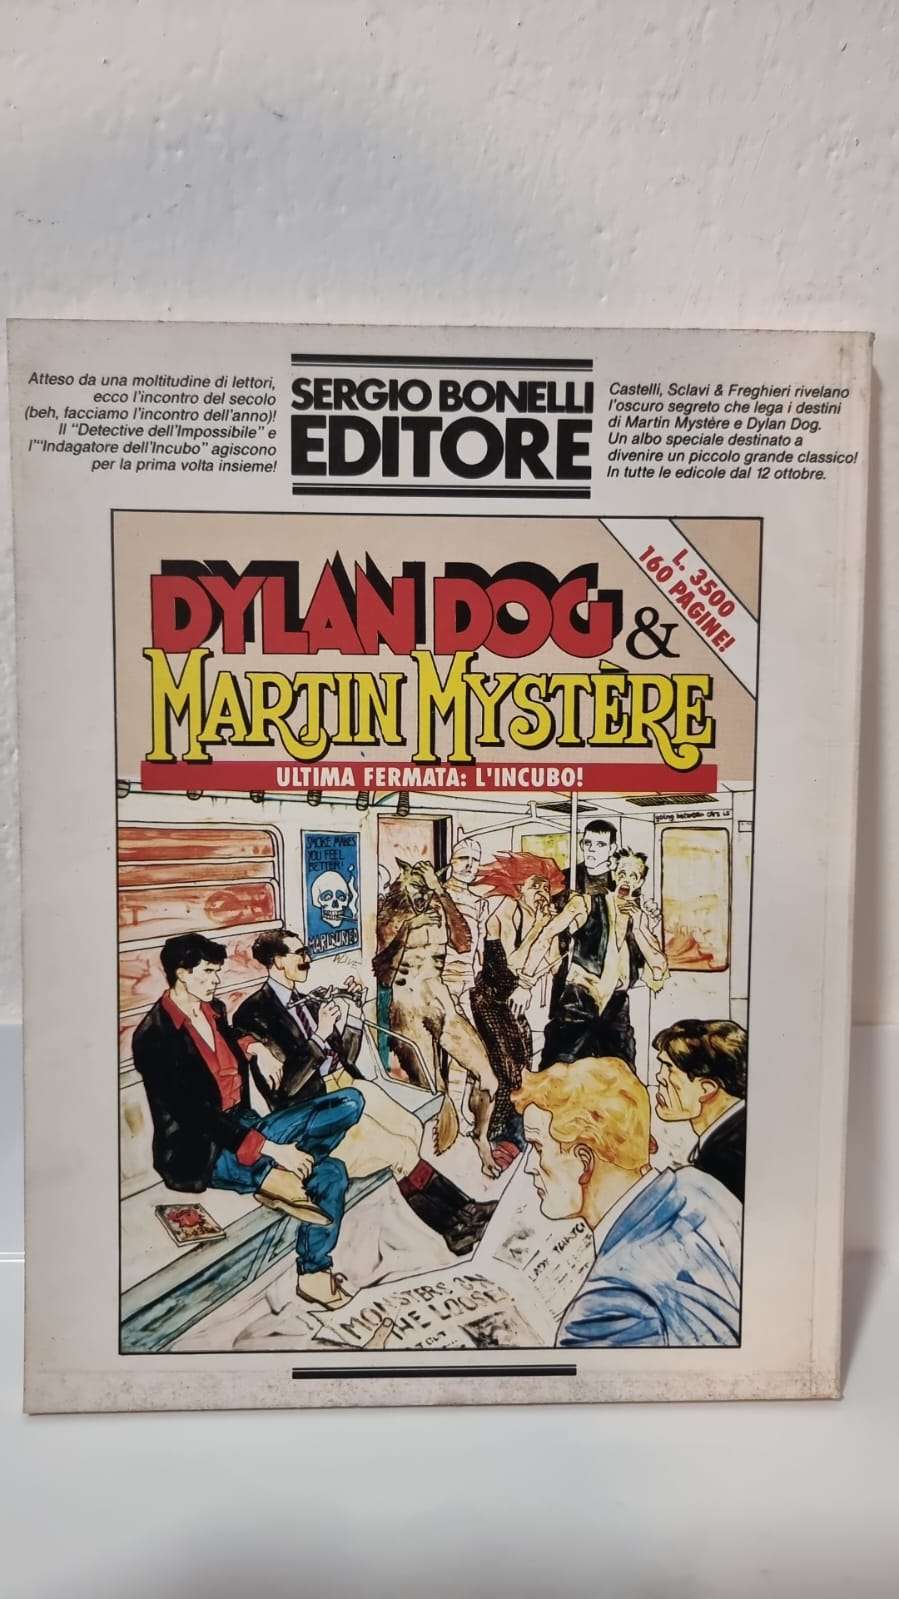 Atteso da una moltitudine di lettori,
ecco l'incontro del secolo
(beh, facciamo l'incontro dell'anno)!
Il "Detective dell'Impossibile" e
l'"Indagatore dell'Incubo" agiscono
per la prima volta insieme!
SERGIO BONELLI
EDITORE
Castelli, Sclavi & Freghieri rivelano
l'oscuro segreto che lega i destini
di Martin Mystère e Dylan Dog.
Un albo speciale destinato a
divenire un piccolo grande classico!
In tutte le edicole dal 12 ottobre.
L. 3500
160 PAGINE!
DYLAN DOG &
MARTIN MYSTÈRE
ULTIMA FERMATA: L'INCUBO!
going between cars is
SMOKE MAKES
YOU FEEL
BETTER!
MONSTERS ON
THE LOOSE!